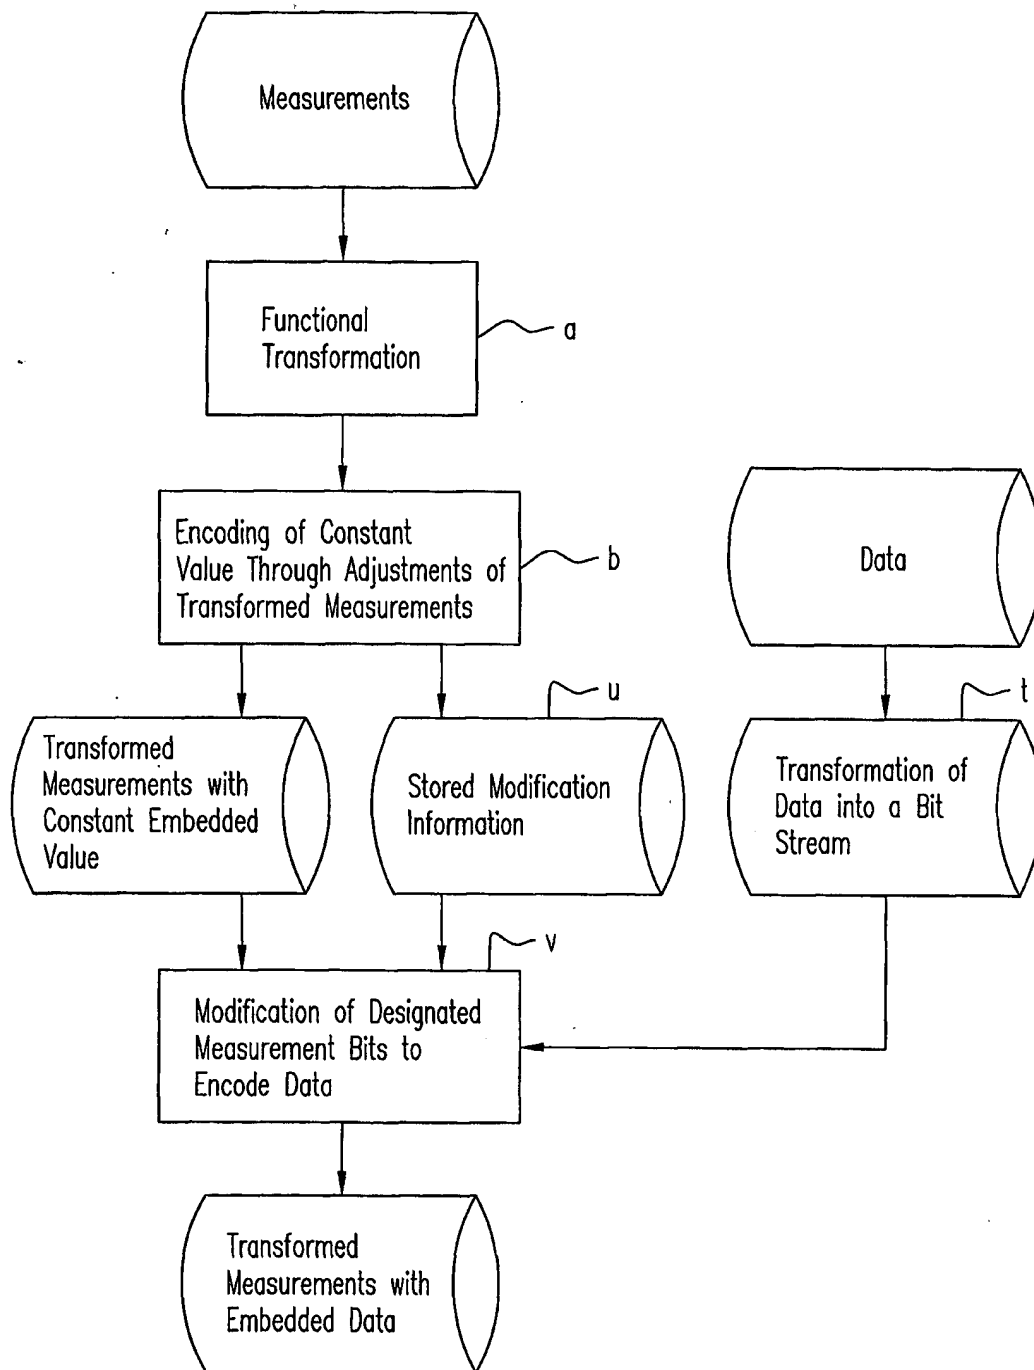 Measurements
Functional
Transformation
a
Encoding of Constant
Value Through Adjustments of
Transformed Measurements
b
Data
Transformed
Measurements with
Constant Embedded
Value
u
Stored Modification
Information
t
Transformation of
Data into a Bit
Stream
v
Modification of Designated
Measurement Bits to
Encode Data
Transformed
Measurements with
Embedded Data